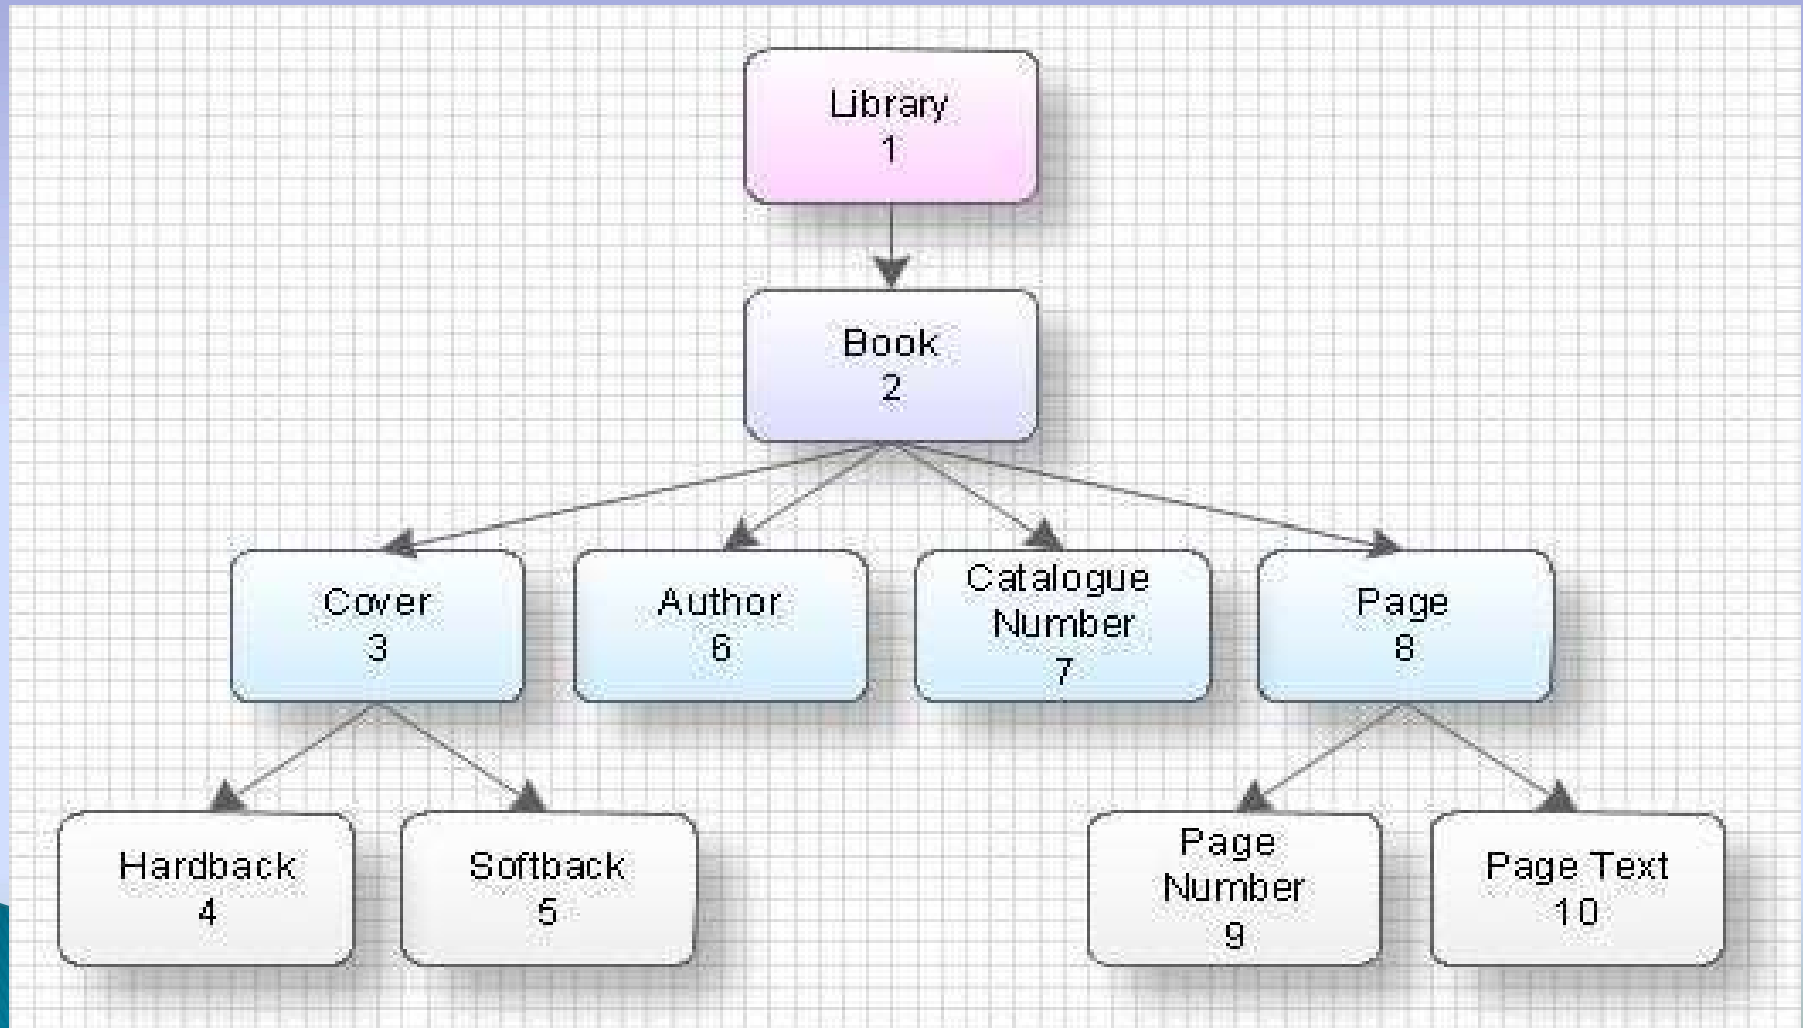 Library
1
Book
2
Cover
3
Author
6
Catalogue
Number
7
Page
8
Hardback
4
Softback
5
Page
Number
9
Page Text
10